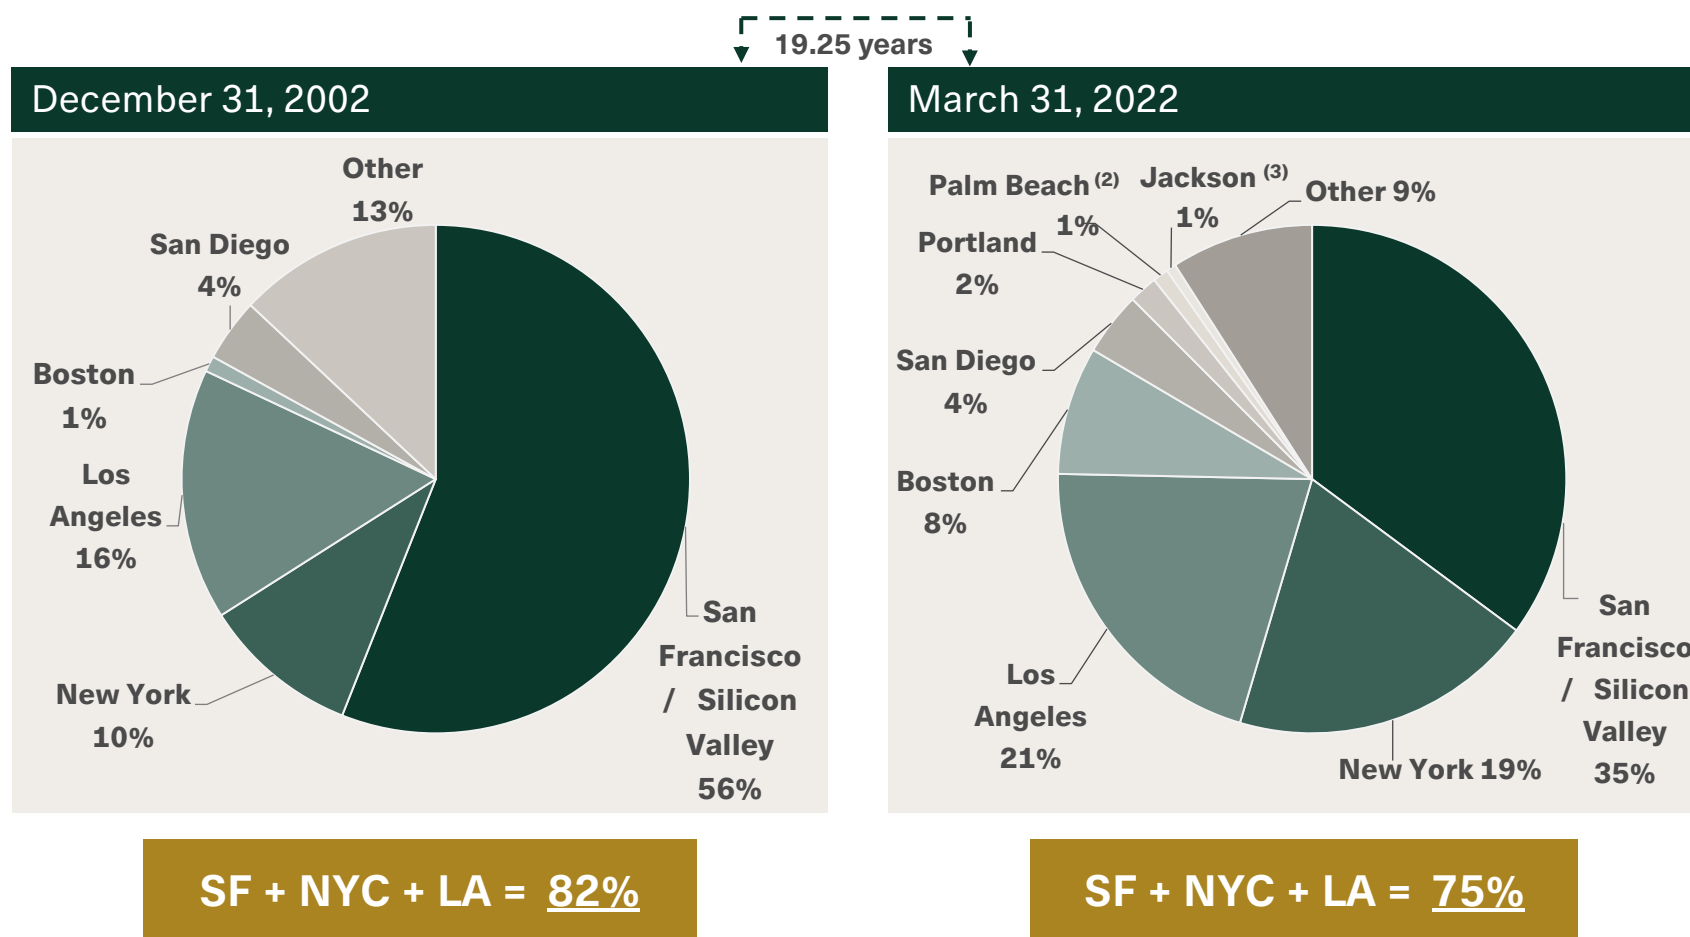 19.25 years
December 31, 2002
Other
13%
San Diego
4%
Boston
1%
Los
Angeles
16%
New York
10%
San
Francisco
/ Silicon
Valley
56%
SF + NYC + LA = 82%
March 31, 2022
Palm Beach (2)
1%
Jackson (3)
1%
Other 9%
Portland
2%
San Diego
4%
Boston
8%
Los
Angeles
21%
New York 19%
San
Francisco
/ Silicon
Valley
35%
SF + NYC + LA = 75%